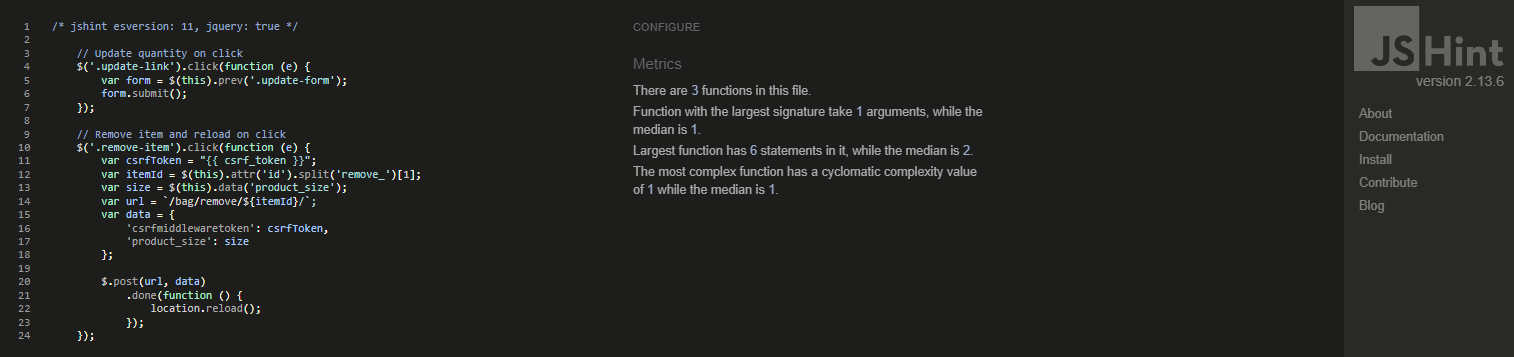 1 /* jshint esversion: 11, jquery: true */
2
3 // Update quantity on click
4 $('.update-link').click(function (e) {
5 var form = $(this).prev('.update-form');
6 form.submit();
7 });
8
9 // Remove item and reload on click
10 $('.remove-item').click(function (e) {
11 var csrfToken = "{{ csrf_token }}";
12 var itemId = $(this).attr('id').split('remove_')[1];
13 var size = $(this).data('product_size');
14 var url = `/bag/remove/${itemId}/`;
15 var data = {
16 'csrfmiddlewaretoken': csrfToken,
17 'product_size': size
18 };
19
20 $.post(url, data)
21 .done(function () {
22 location.reload();
23 });
24 });
CONFIGURE
Metrics
There are 3 functions in this file.
Function with the largest signature take 1 arguments, while the
median is 1.
Largest function has 6 statements in it, while the median is 2.
The most complex function has a cyclomatic complexity value
of 1 while the median is 1.
JSHint
version 2.13.6
About
Documentation
Install
Contribute
Blog